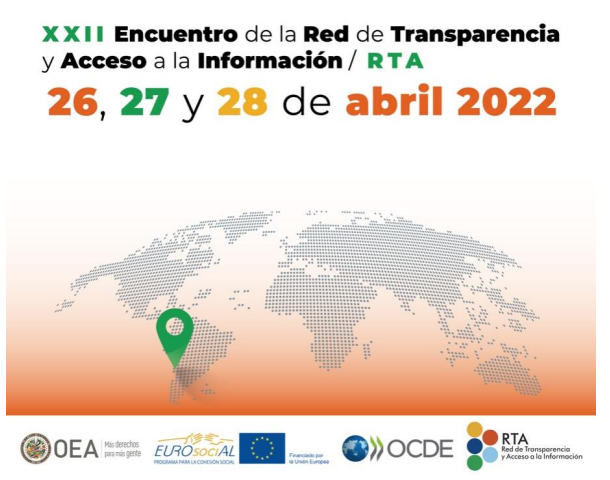 XXII Encuentro de la Red de Transparencia
y Acceso a la Información / RTA
26, 27 y 28 de abril 2022
OEA
Más derechos
para más gente
EUROsociAL
PROGRAMA PARA LA COHESIÓN SOCIAL
Financiado por
la Unión Europea
OCDE
RTA
Red de Transparencia
y Acceso a la Información